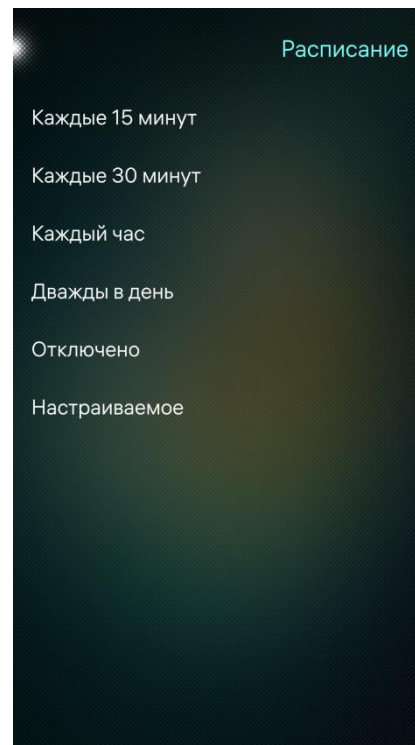 Расписание
Каждые 15 минут
Каждые 30 минут
Каждый час
Дважды в день
Отключено
Настраиваемое